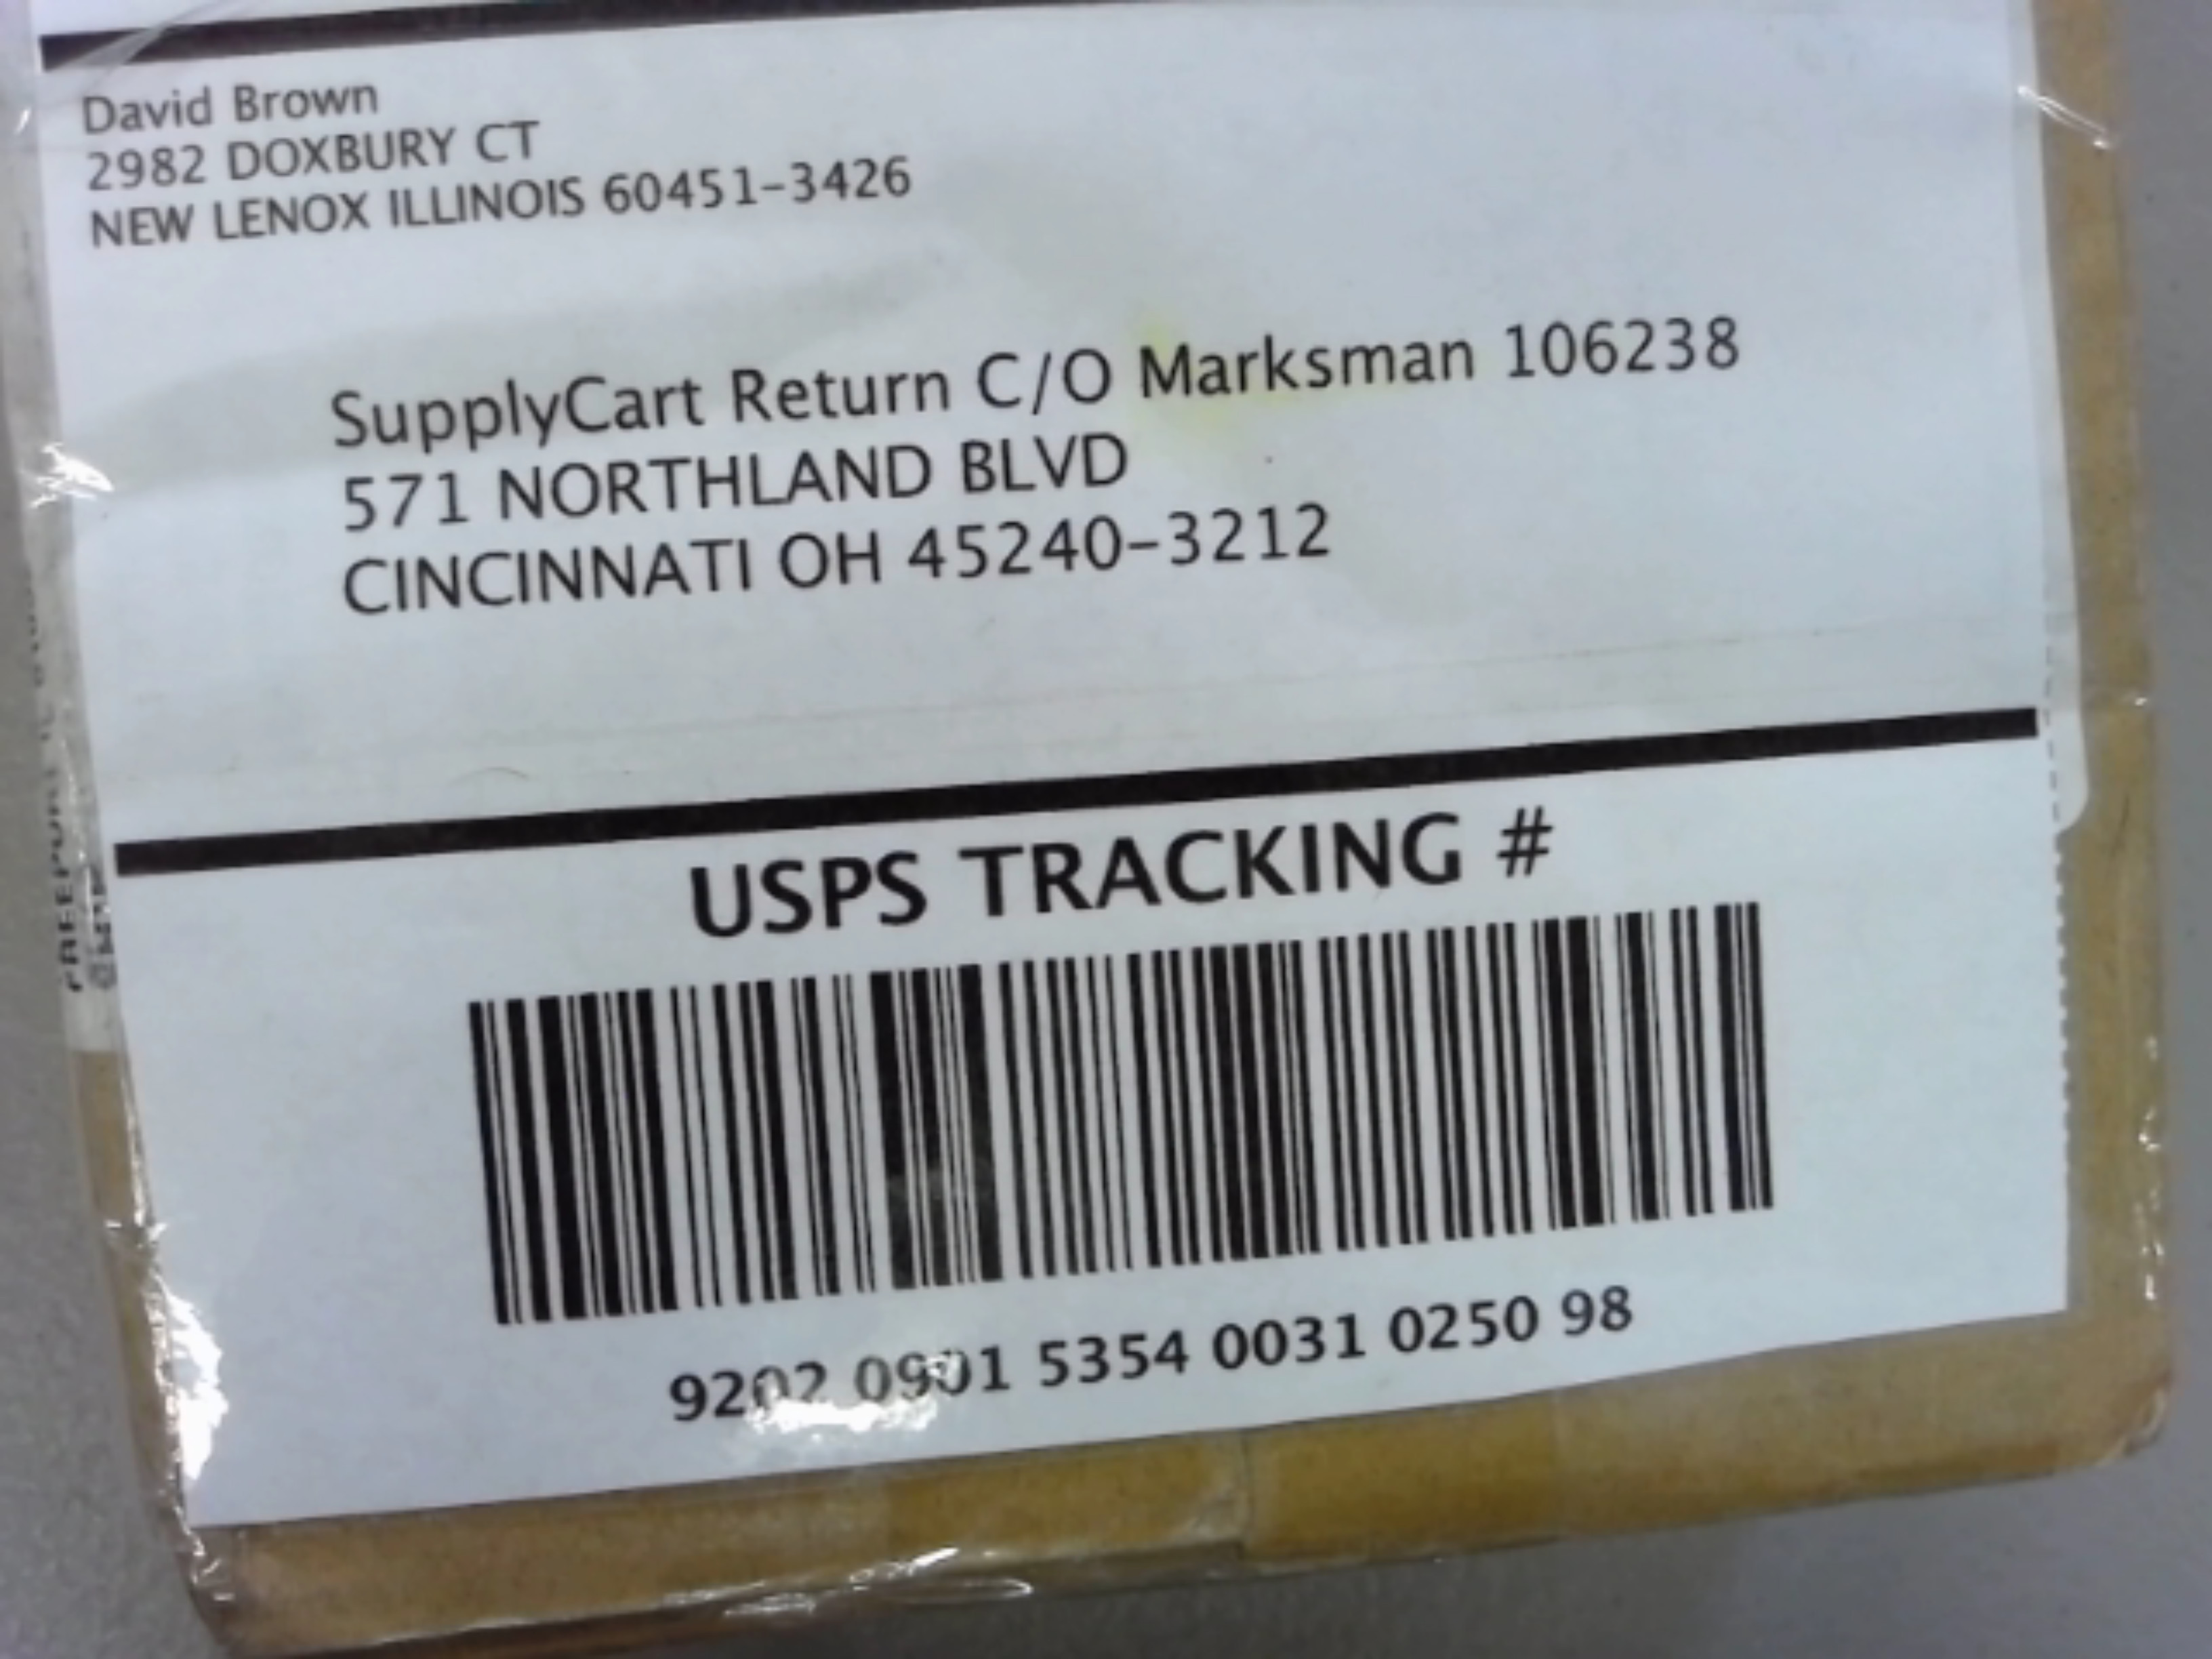 David Brown
2982 DOXBURY CT
NEW LENOX ILLINOIS 60451-3426
SupplyCart Return C/O Marksman 106238
571 NORTHLAND BLVD
CINCINNATI OH 45240-3212
USPS TRACKING #
9202 0901 5354 0031 0250 98